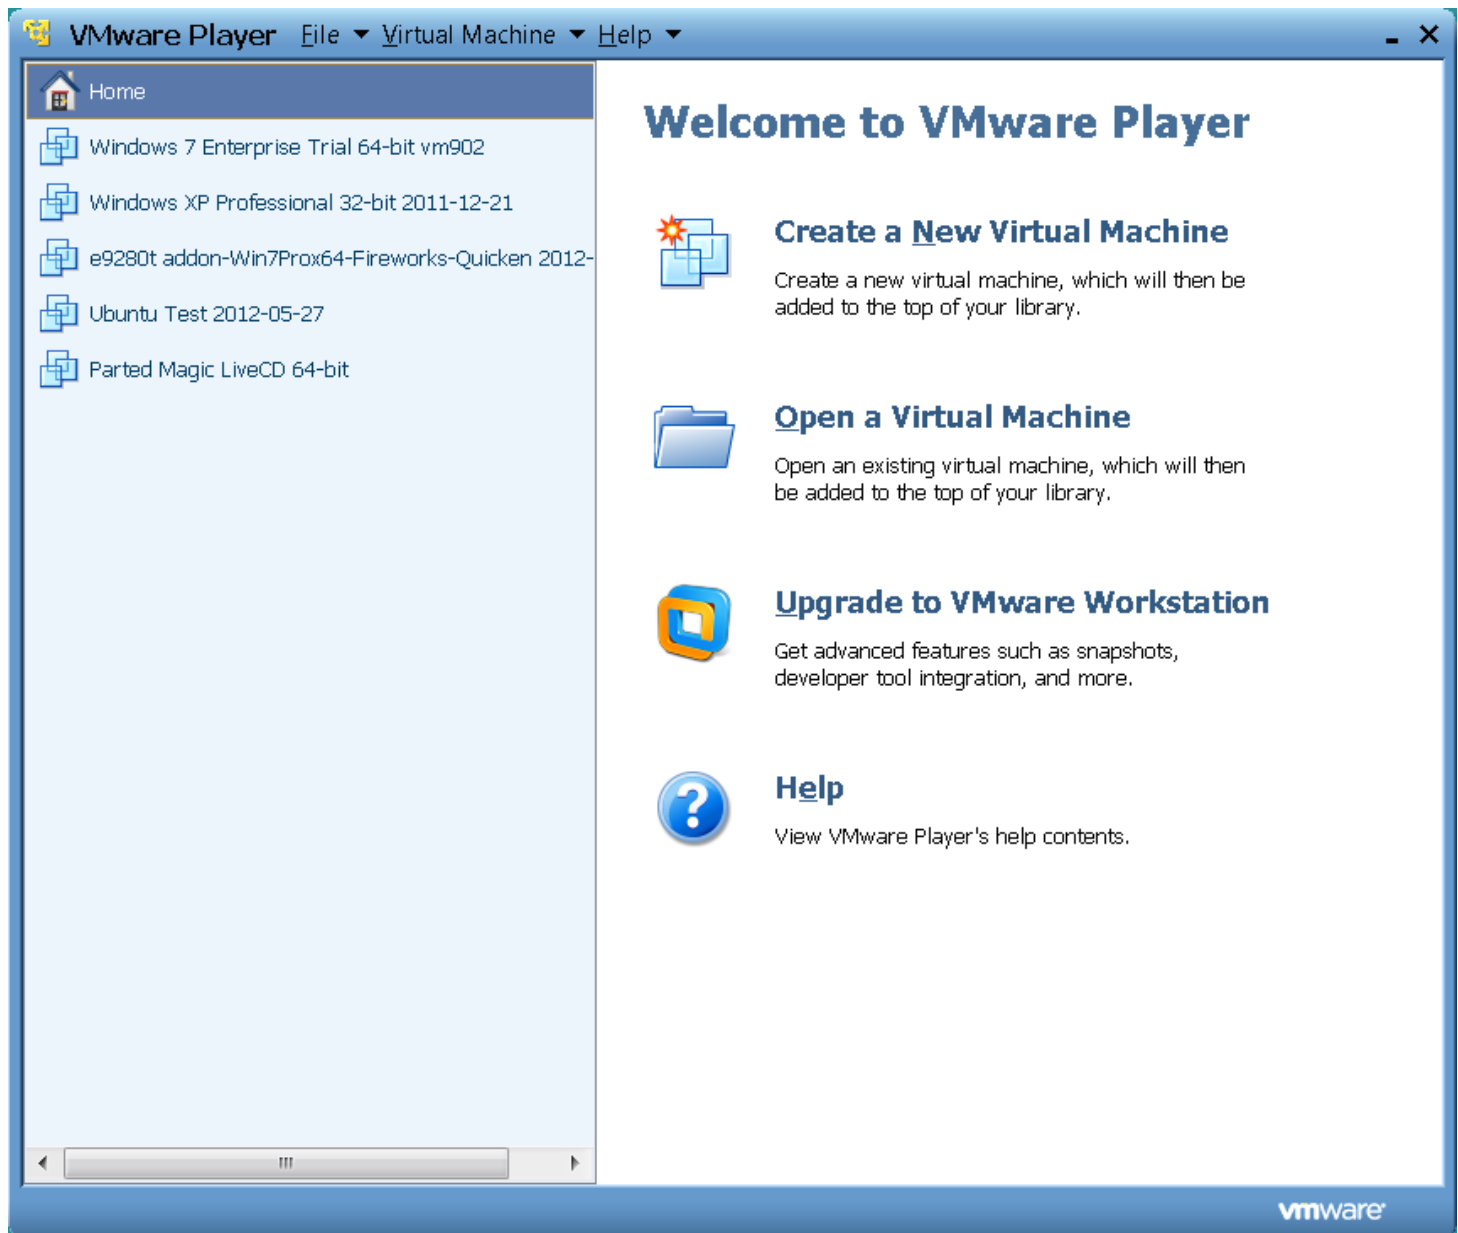 VMware Player File Virtual Machine Help
Home
Windows 7 Enterprise Trial 64-bit vm902
Windows XP Professional 32-bit 2011-12-21
e9280t addon-Win7Prox64-Fireworks-Quicken 2012-
Ubuntu Test 2012-05-27
Parted Magic LiveCD 64-bit
Welcome to VMware Player
Create a New Virtual Machine
Create a new virtual machine, which will then be
added to the top of your library.
Open a Virtual Machine
Open an existing virtual machine, which will then
be added to the top of your library.
Upgrade to VMware Workstation
Get advanced features such as snapshots,
developer tool integration, and more.
Help
View VMware Player's help contents.
vmware